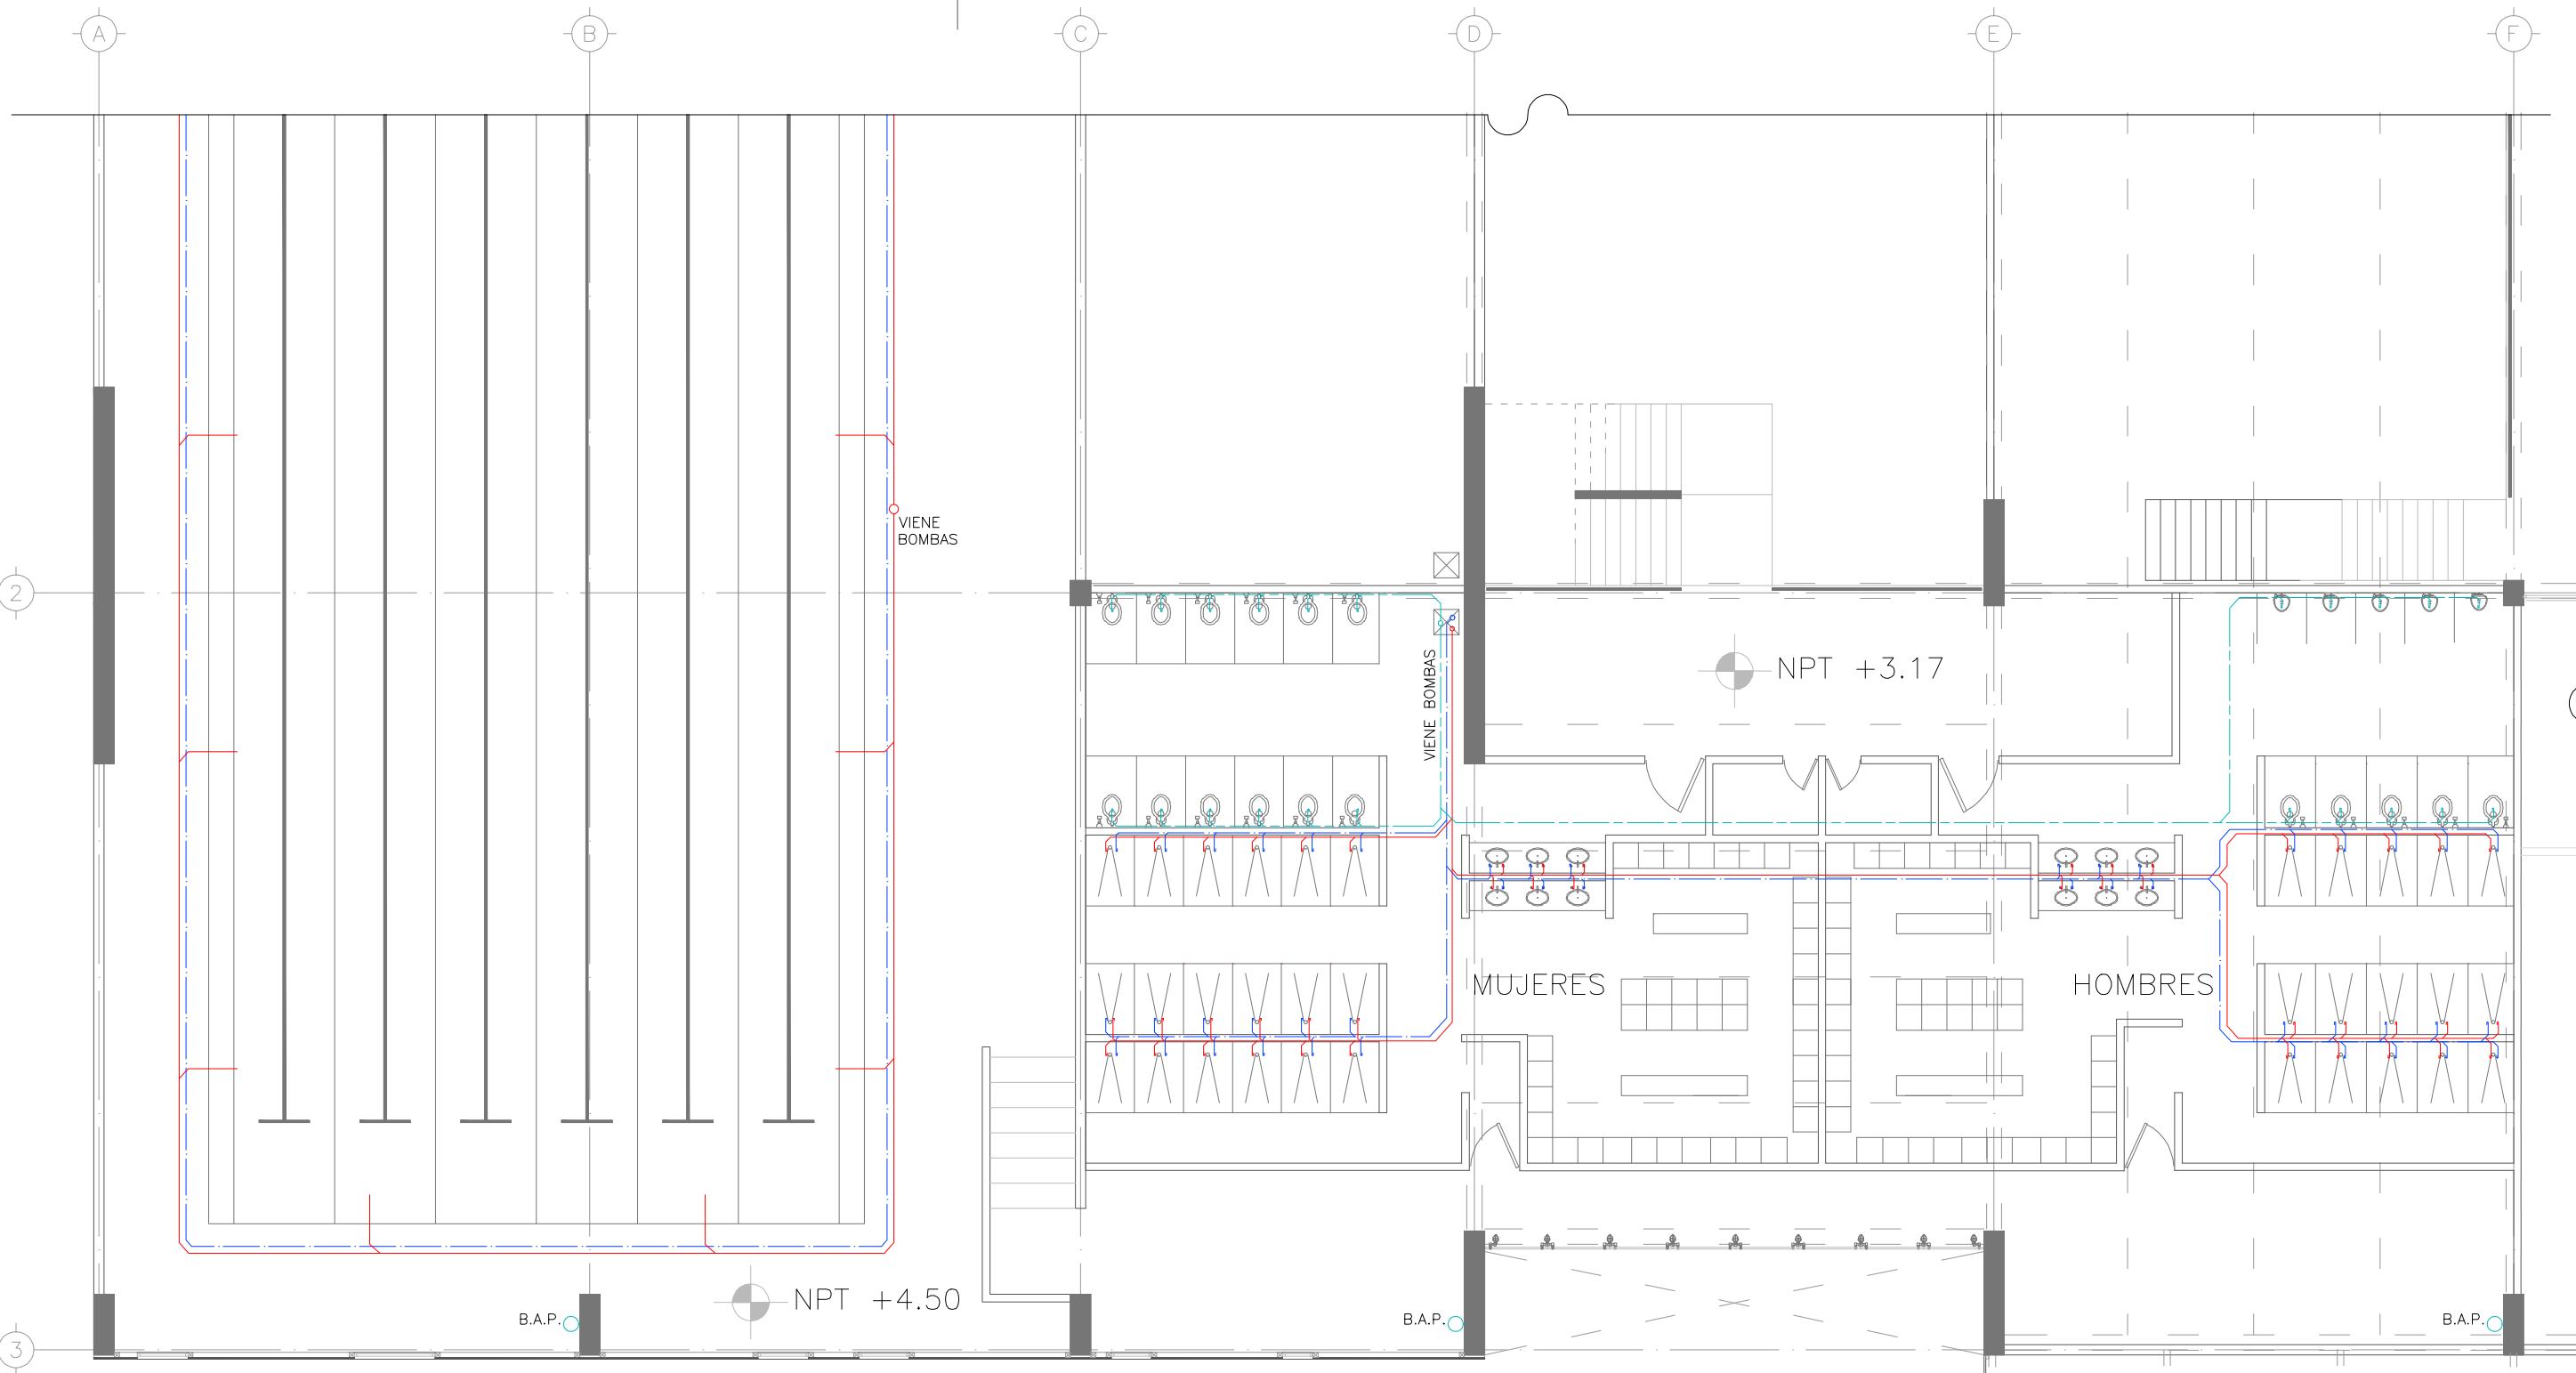 A B C D E F
VIENE
BOMBAS
2
VIENE BOMBAS
NPT +3.17
MUJERES
HOMBRES
NPT +4.50
B.A.P.
B.A.P.
B.A.P.
3